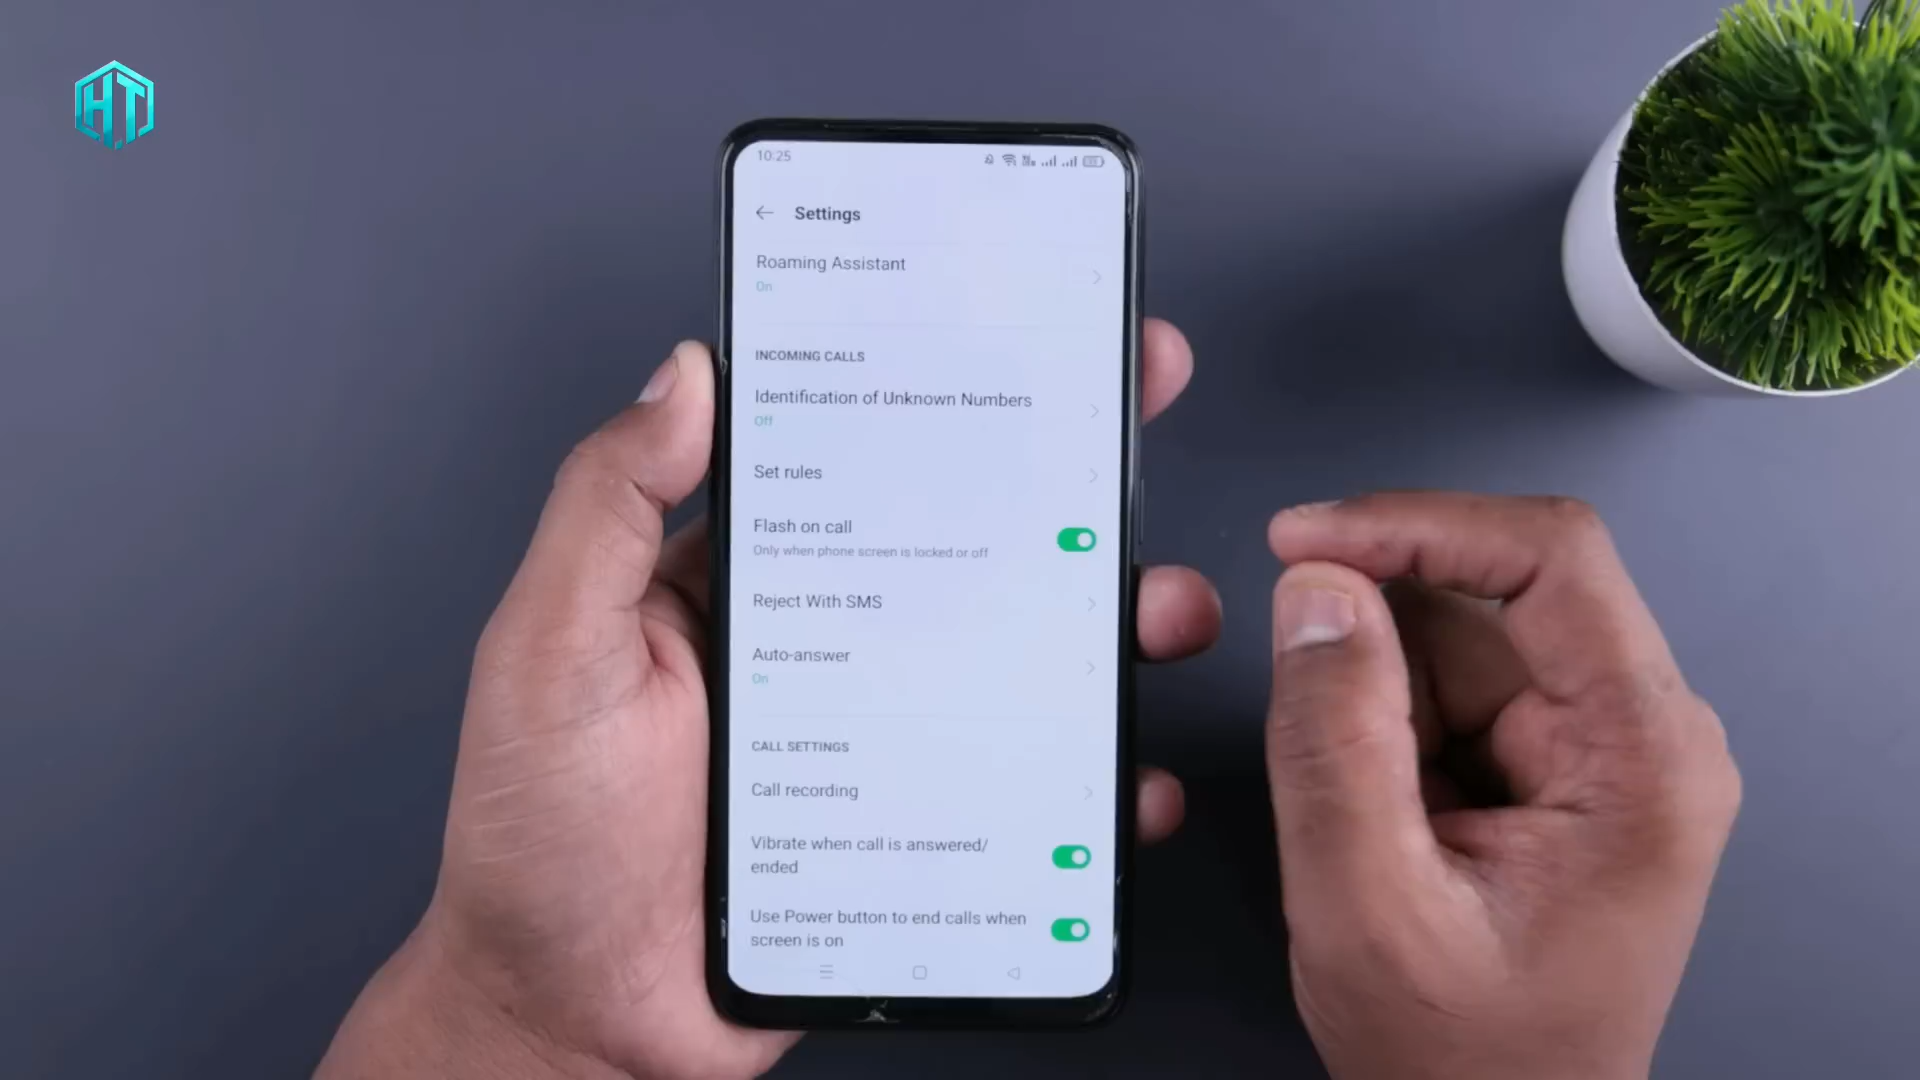 HT
10:25
Settings
Roaming Assistant
On
INCOMING CALLS
Identification of Unknown Numbers
Off
Set rules
Flash on call
Only when phone screen is locked or off
Reject With SMS
Auto-answer
On
CALL SETTINGS
Call recording
Vibrate when call is answered/
ended
Use Power button to end calls when
screen is on